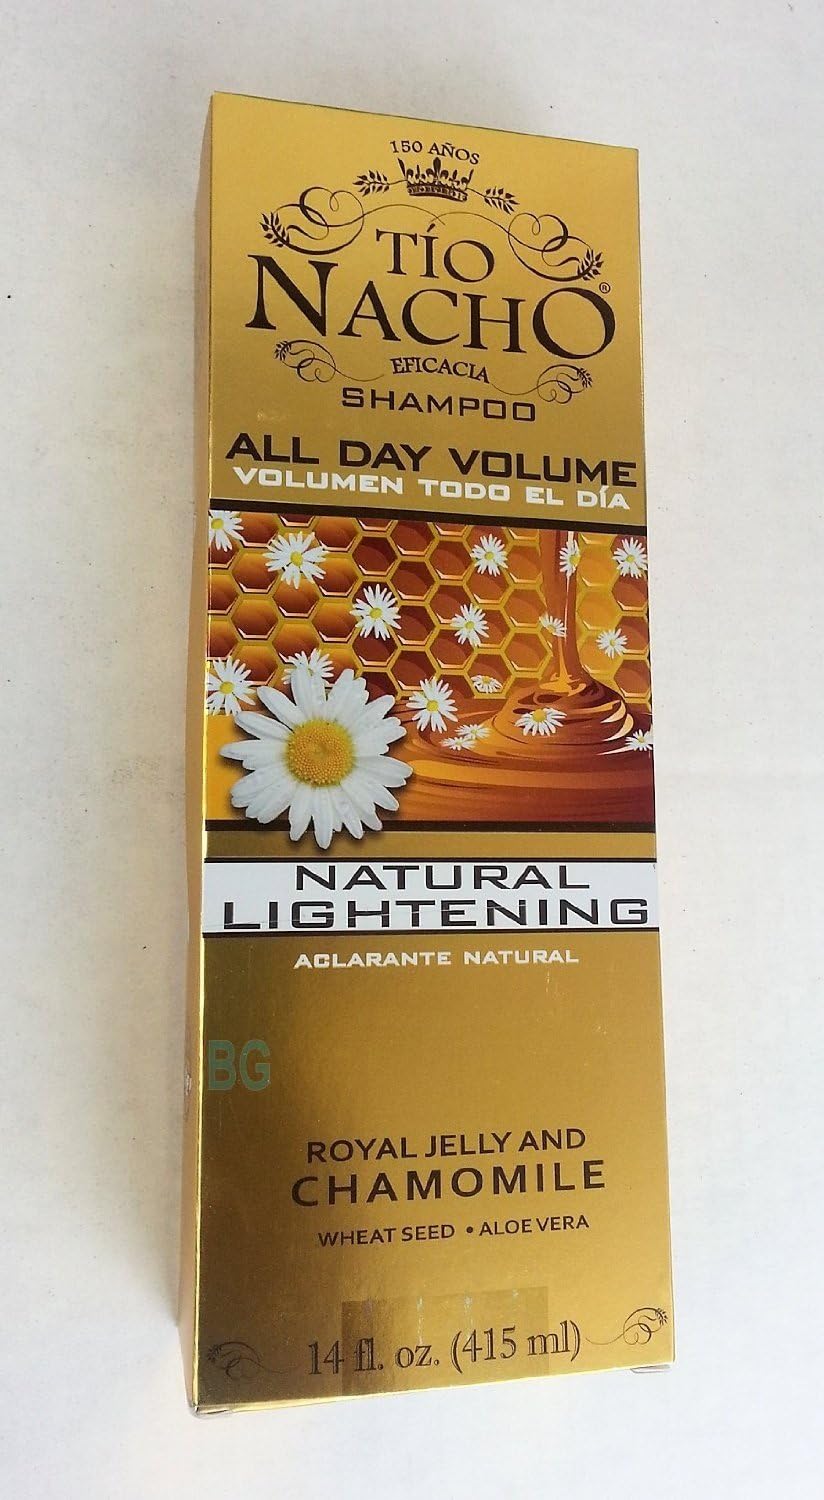 150 AÑOS
TÍO
NACHO®
EFICACIA
SHAMPOO
ALL DAY VOLUME
VOLUMEN TODO EL DÍA
NATURAL
LIGHTENING
ACLARANTE NATURAL
BG
ROYAL JELLY AND
CHAMOMILE
WHEAT SEED • ALOE VERA
14 fl. oz. (415 ml)